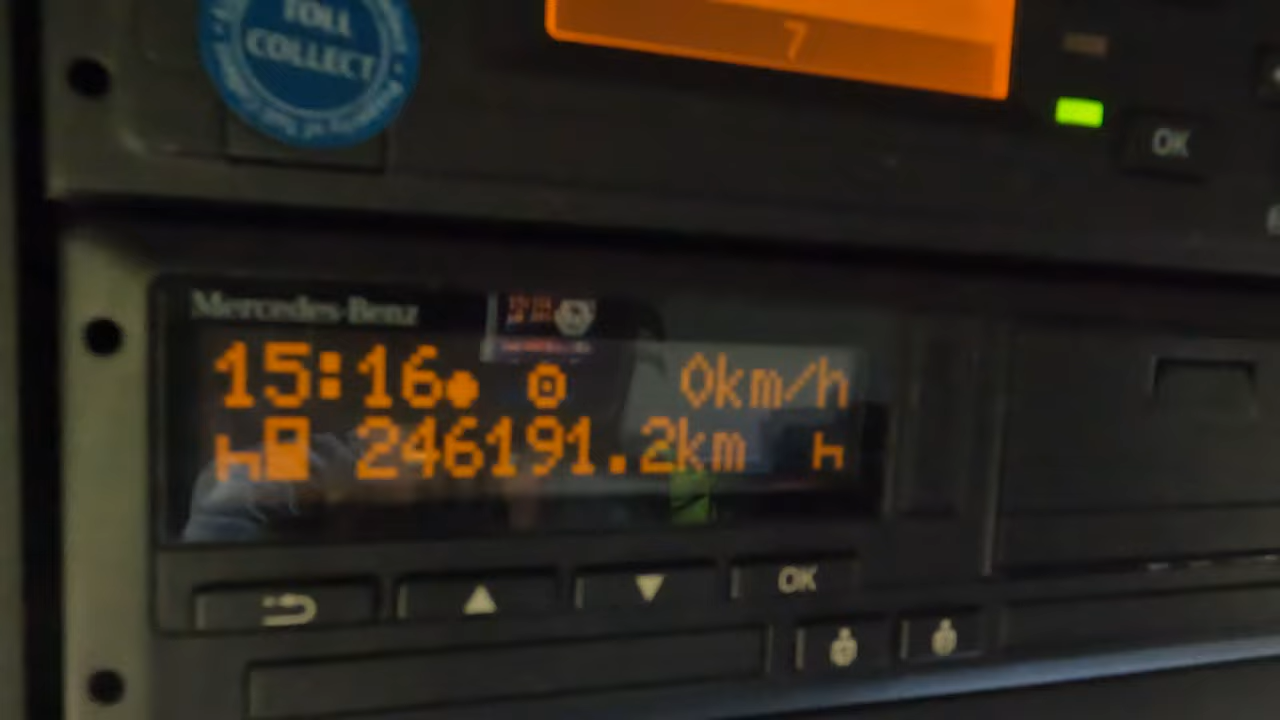 TOLL
COLLECT
7
OK
Mercedes-Benz
15:16 0km/h
246191.2km
OK